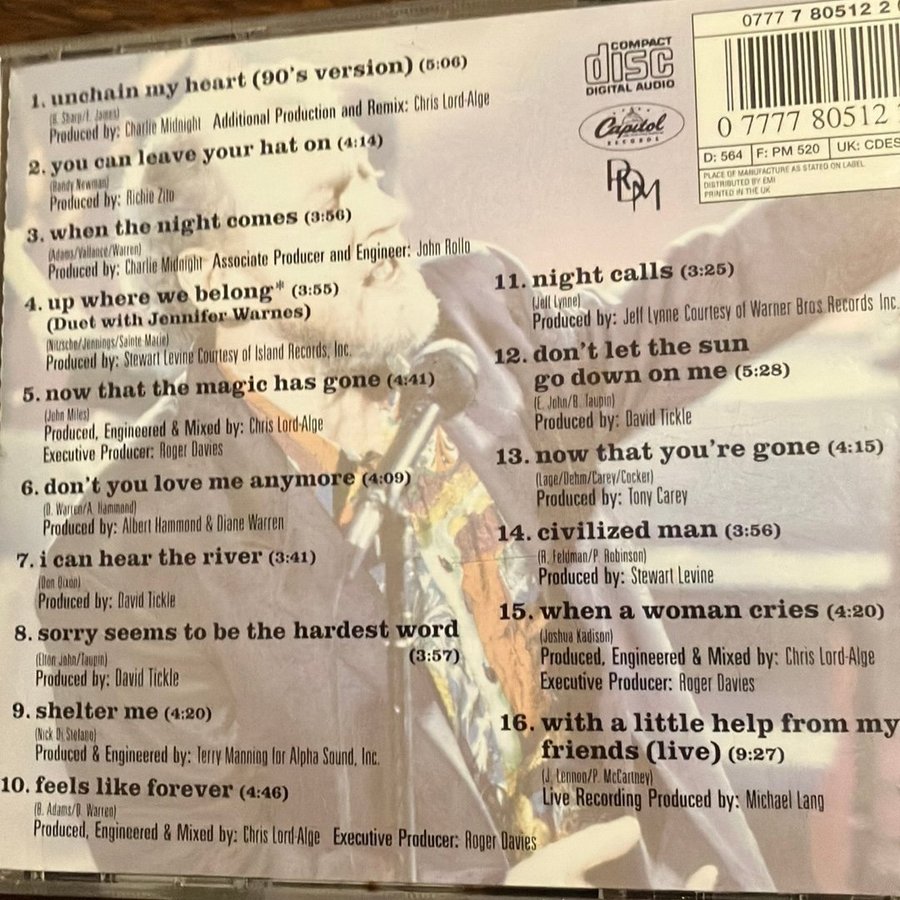 1. unchain my heart (90's version) (5:06)
(B. Sharp/F. James)
Produced by: Charlie Midnight Additional Production and Remix: Chris Lord-Alge
2. you can leave your hat on (4:14)
(Randy Newman)
Produced by: Richie Zito
3. when the night comes (3:56)
(Adams/Vallance/Warren)
Produced by: Charlie Midnight Associate Producer and Engineer: John Rollo
4. up where we belong* (3:55)
(Duet with Jennifer Warnes)
(Nitzsche/Jennings/Sainte Marie)
Produced by: Stewart Levine Courtesy of Island Records, Inc.
5. now that the magic has gone (4:41)
(John Miles)
Produced, Engineered & Mixed by: Chris Lord-Alge
Executive Producer: Roger Davies
6. don't you love me anymore (4:09)
(D. Warren/A. Hammond)
Produced by: Albert Hammond & Diane Warren
7. i can hear the river (3:41)
(Don Dixon)
Produced by: David Tickle
8. sorry seems to be the hardest word
(3:57)
(Elton John/Taupin)
Produced by: David Tickle
9. shelter me (4:20)
(Nick Di Stefano)
Produced & Engineered by: Terry Manning for Alpha Sound, Inc.
10. feels like forever (4:46)
(B. Adams/D. Warren)
Produced, Engineered & Mixed by: Chris Lord-Alge Executive Producer: Roger Davies
COMPACT
disc
DIGITAL AUDIO
Capitol
RECORDS
PRDM
0777 7 80512 2
0 7777 80512
D: 564 F: PM 520 UK: CDES
PLACE OF MANUFACTURE AS STATED ON LABEL
DISTRIBUTED BY EMI
PRINTED IN THE UK
11. night calls (3:25)
(Jeff Lynne)
Produced by: Jeff Lynne Courtesy of Warner Bros Records Inc.
12. don't let the sun
go down on me (5:28)
(E. John/B. Taupin)
Produced by: David Tickle
13. now that you're gone (4:15)
(Lage/Dehm/Carey/Cocker)
Produced by: Tony Carey
14. civilized man (3:56)
(R. Feldman/P. Robinson)
Produced by: Stewart Levine
15. when a woman cries (4:20)
(Joshua Kadison)
Produced, Engineered & Mixed by: Chris Lord-Alge
Executive Producer: Roger Davies
16. with a little help from my
friends (live) (9:27)
(J. Lennon/P. McCartney)
Live Recording Produced by: Michael Lang